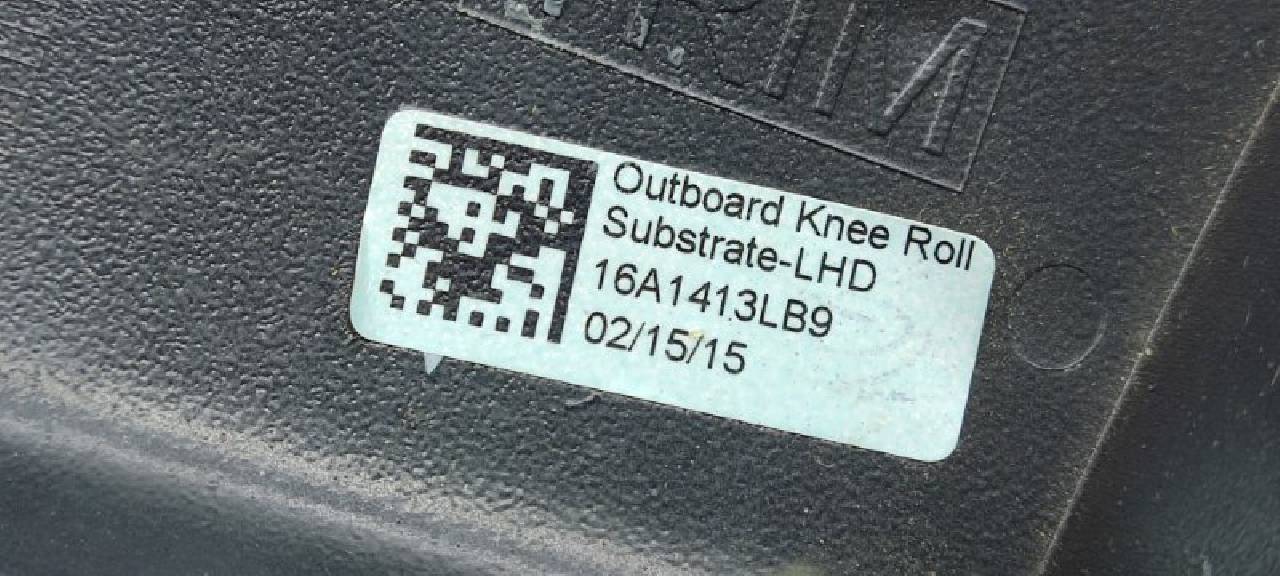 Outboard Knee Roll
Substrate-LHD
16A1413LB9
02/15/15